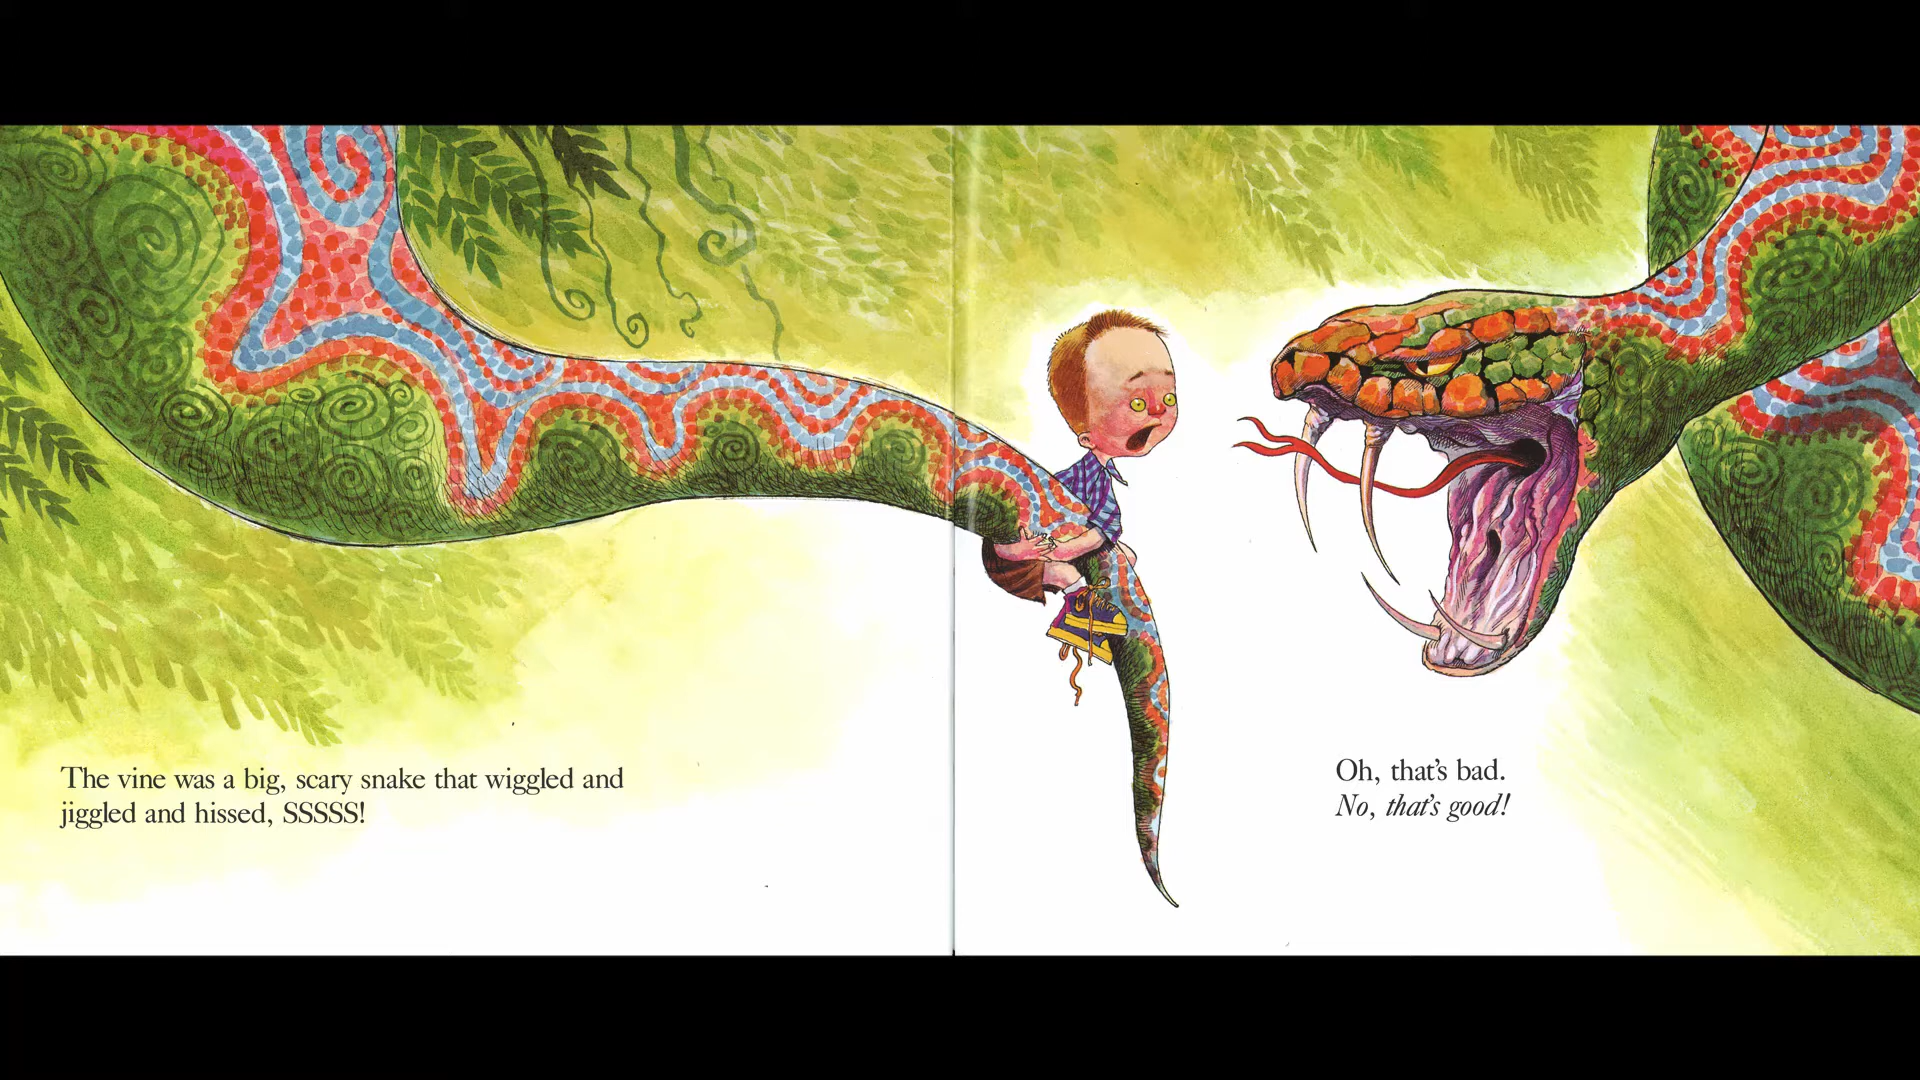 The vine was a big, scary snake that wiggled and
jiggled and hissed, SSSSS!
Oh, that's bad.
No, that's good!